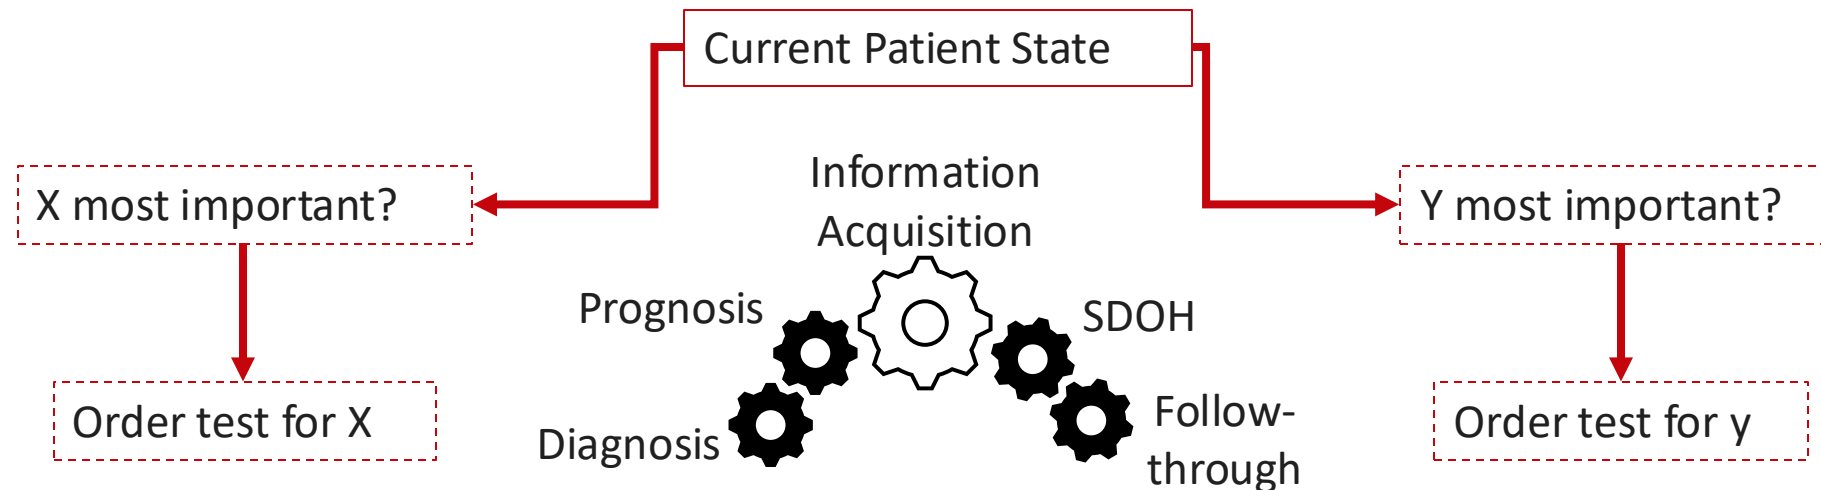 Current Patient State
X most important?
Information
Acquisition
Y most important?
Prognosis
SDOH
Order test for X
Diagnosis
Follow-
through
Order test for y